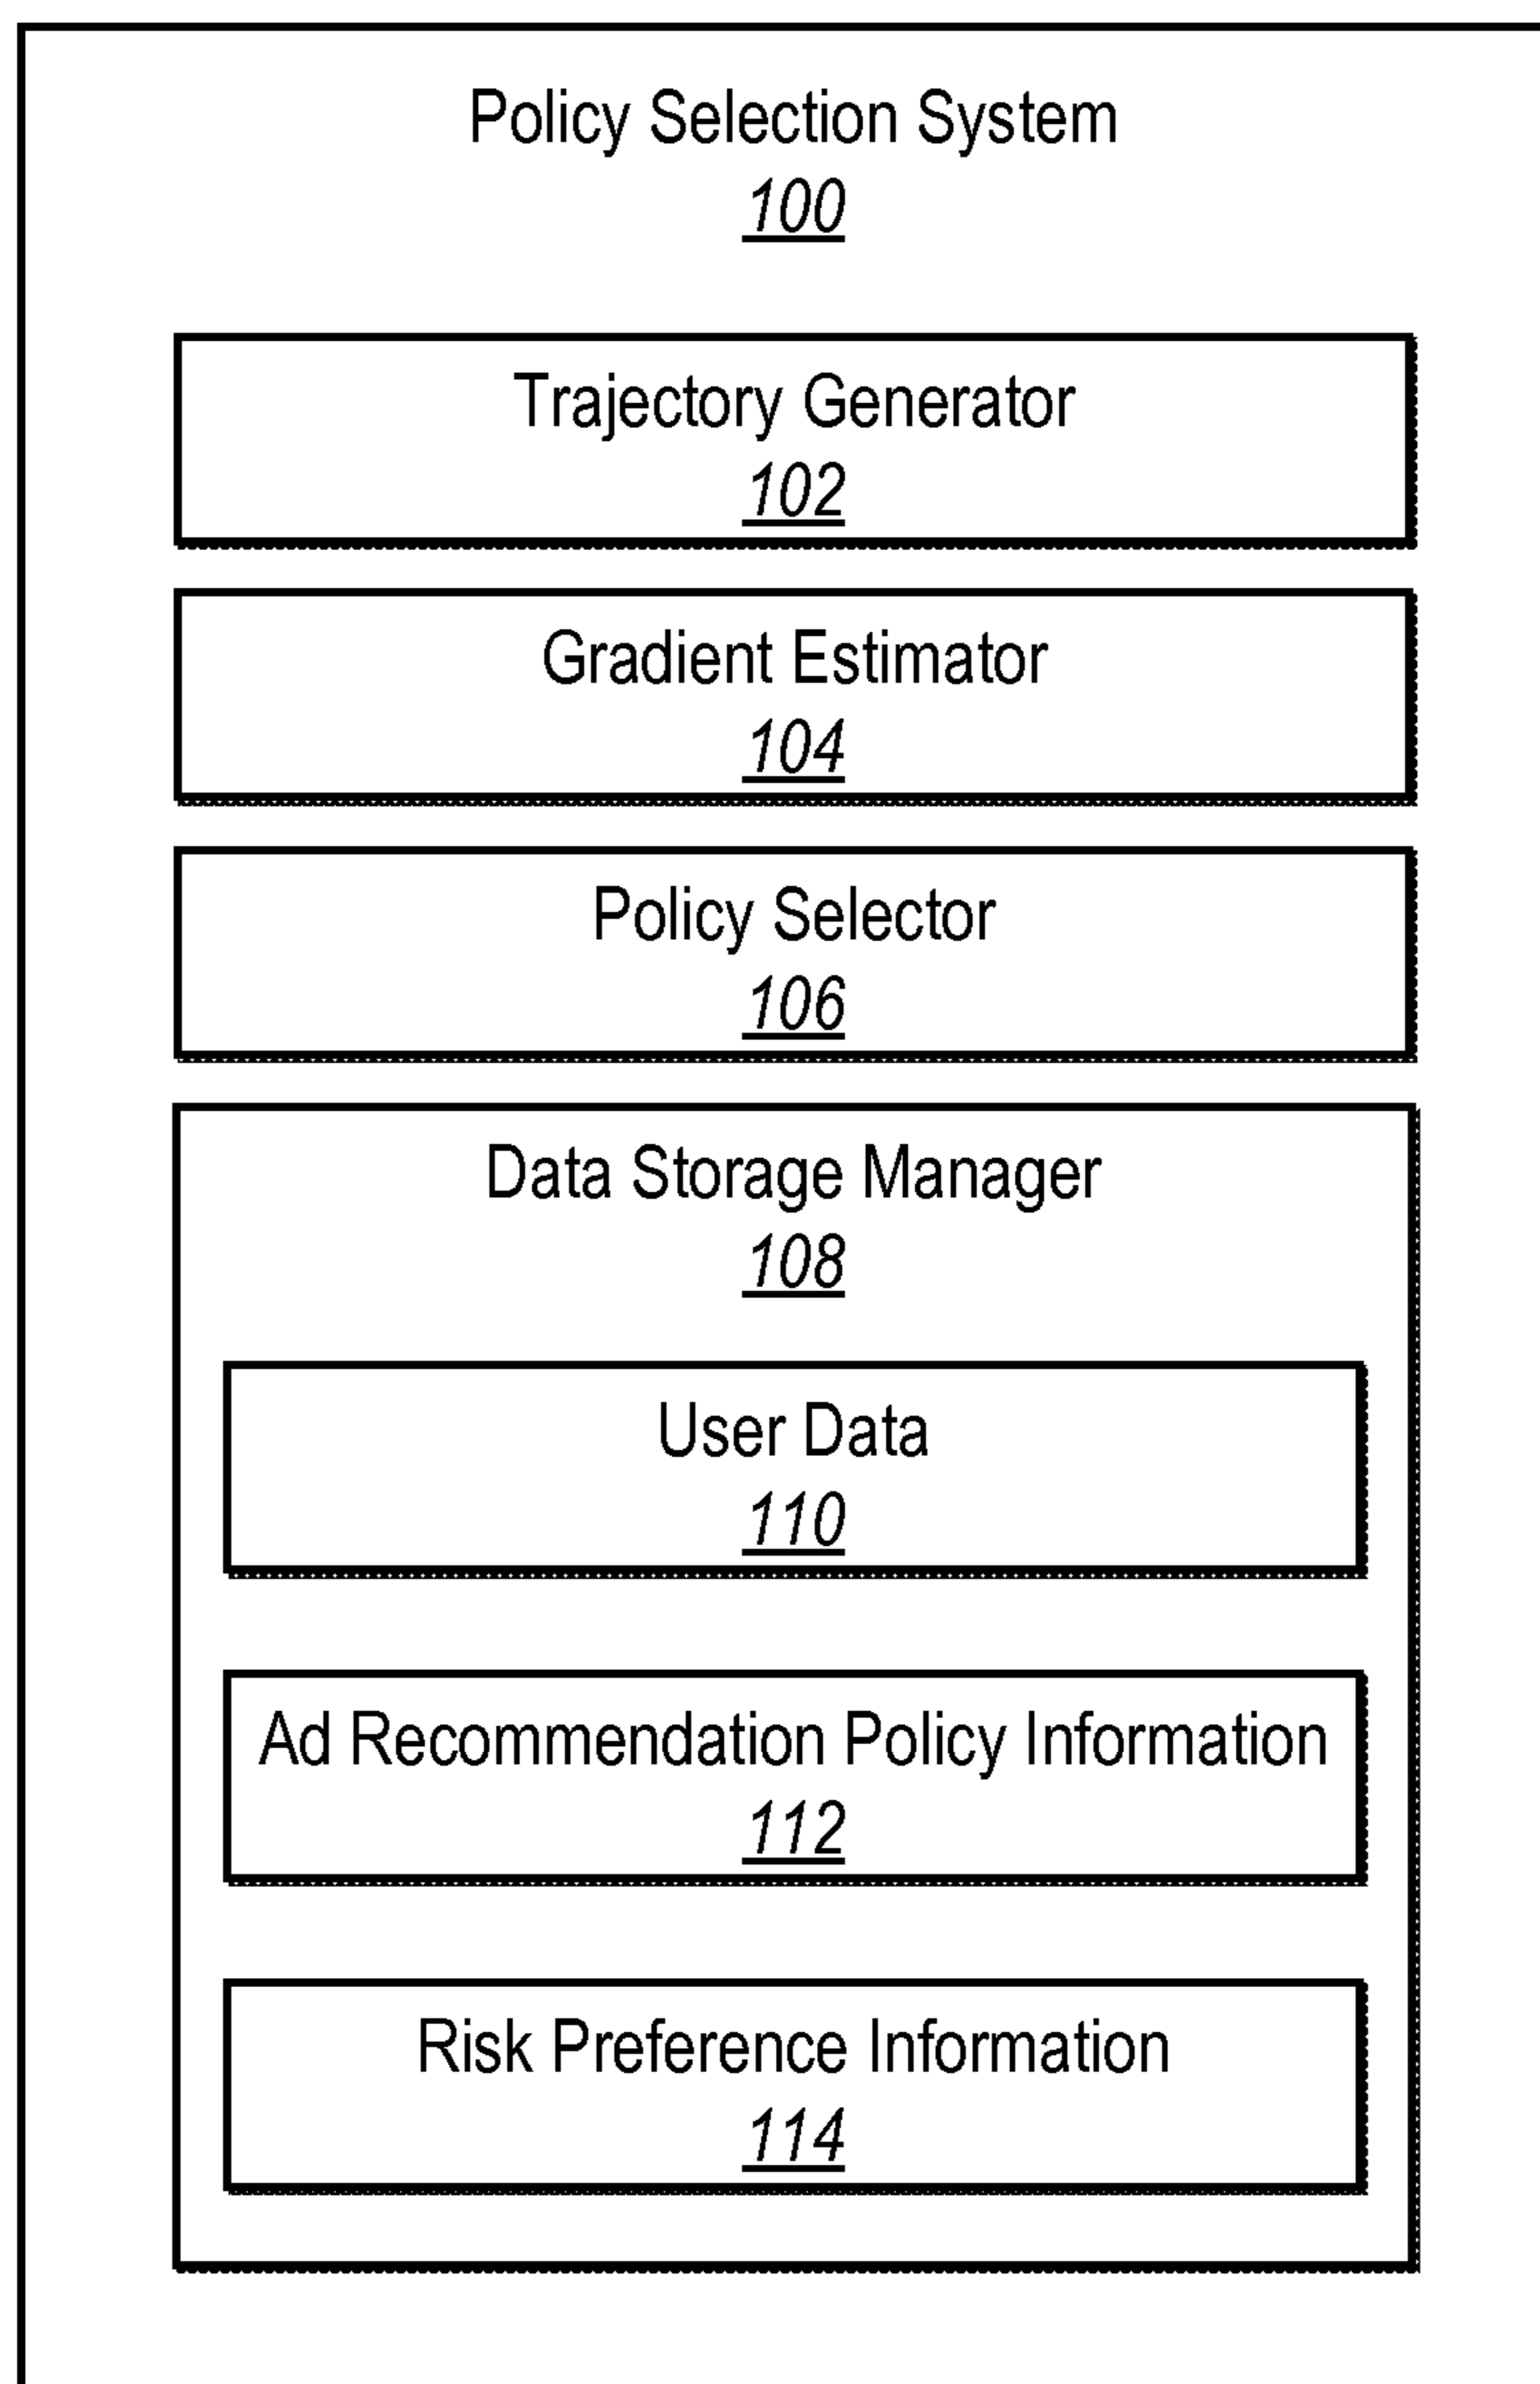 Policy Selection System
100
Trajectory Generator
102
Gradient Estimator
104
Policy Selector
106
Data Storage Manager
108
User Data
110
Ad Recommendation Policy Information
112
Risk Preference Information
114